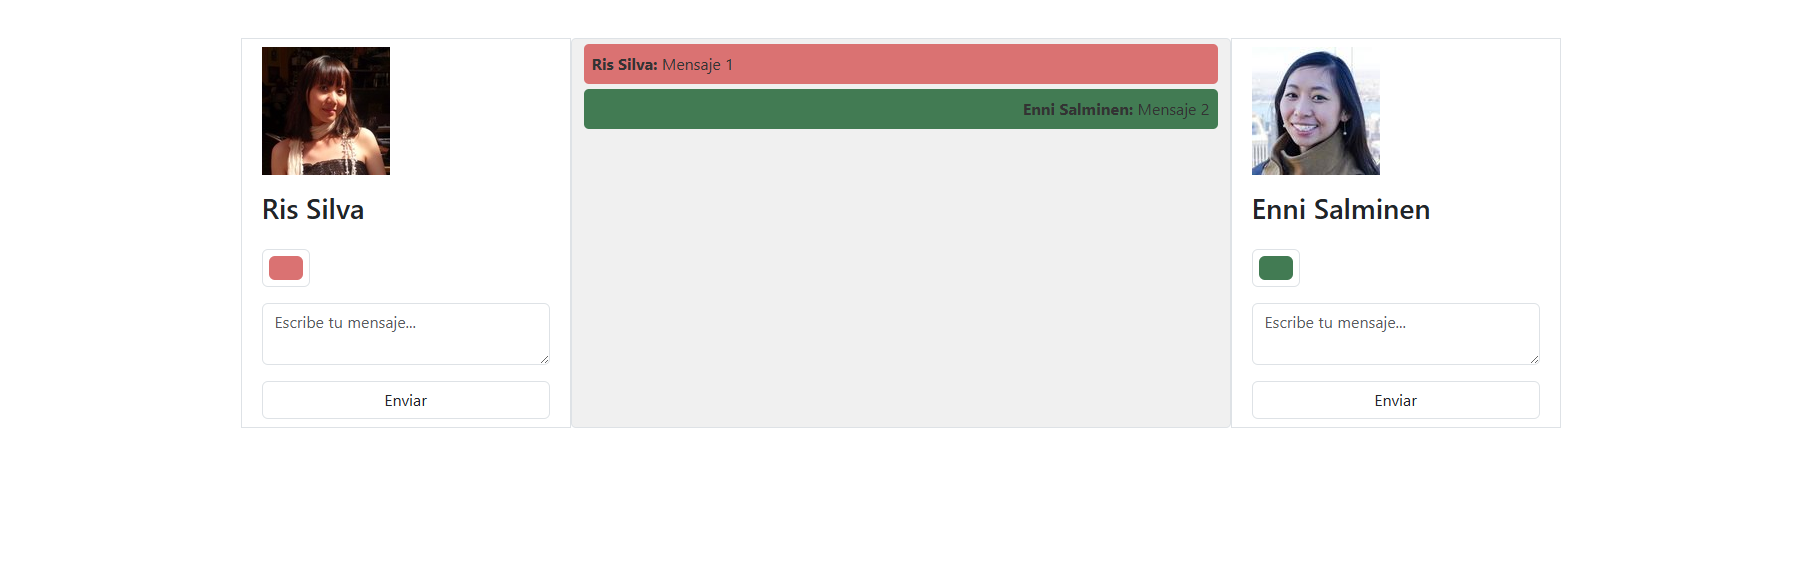 Ris Silva
Escribe tu mensaje...
Enviar
Ris Silva: Mensaje 1
Enni Salminen: Mensaje 2
Enni Salminen
Escribe tu mensaje...
Enviar